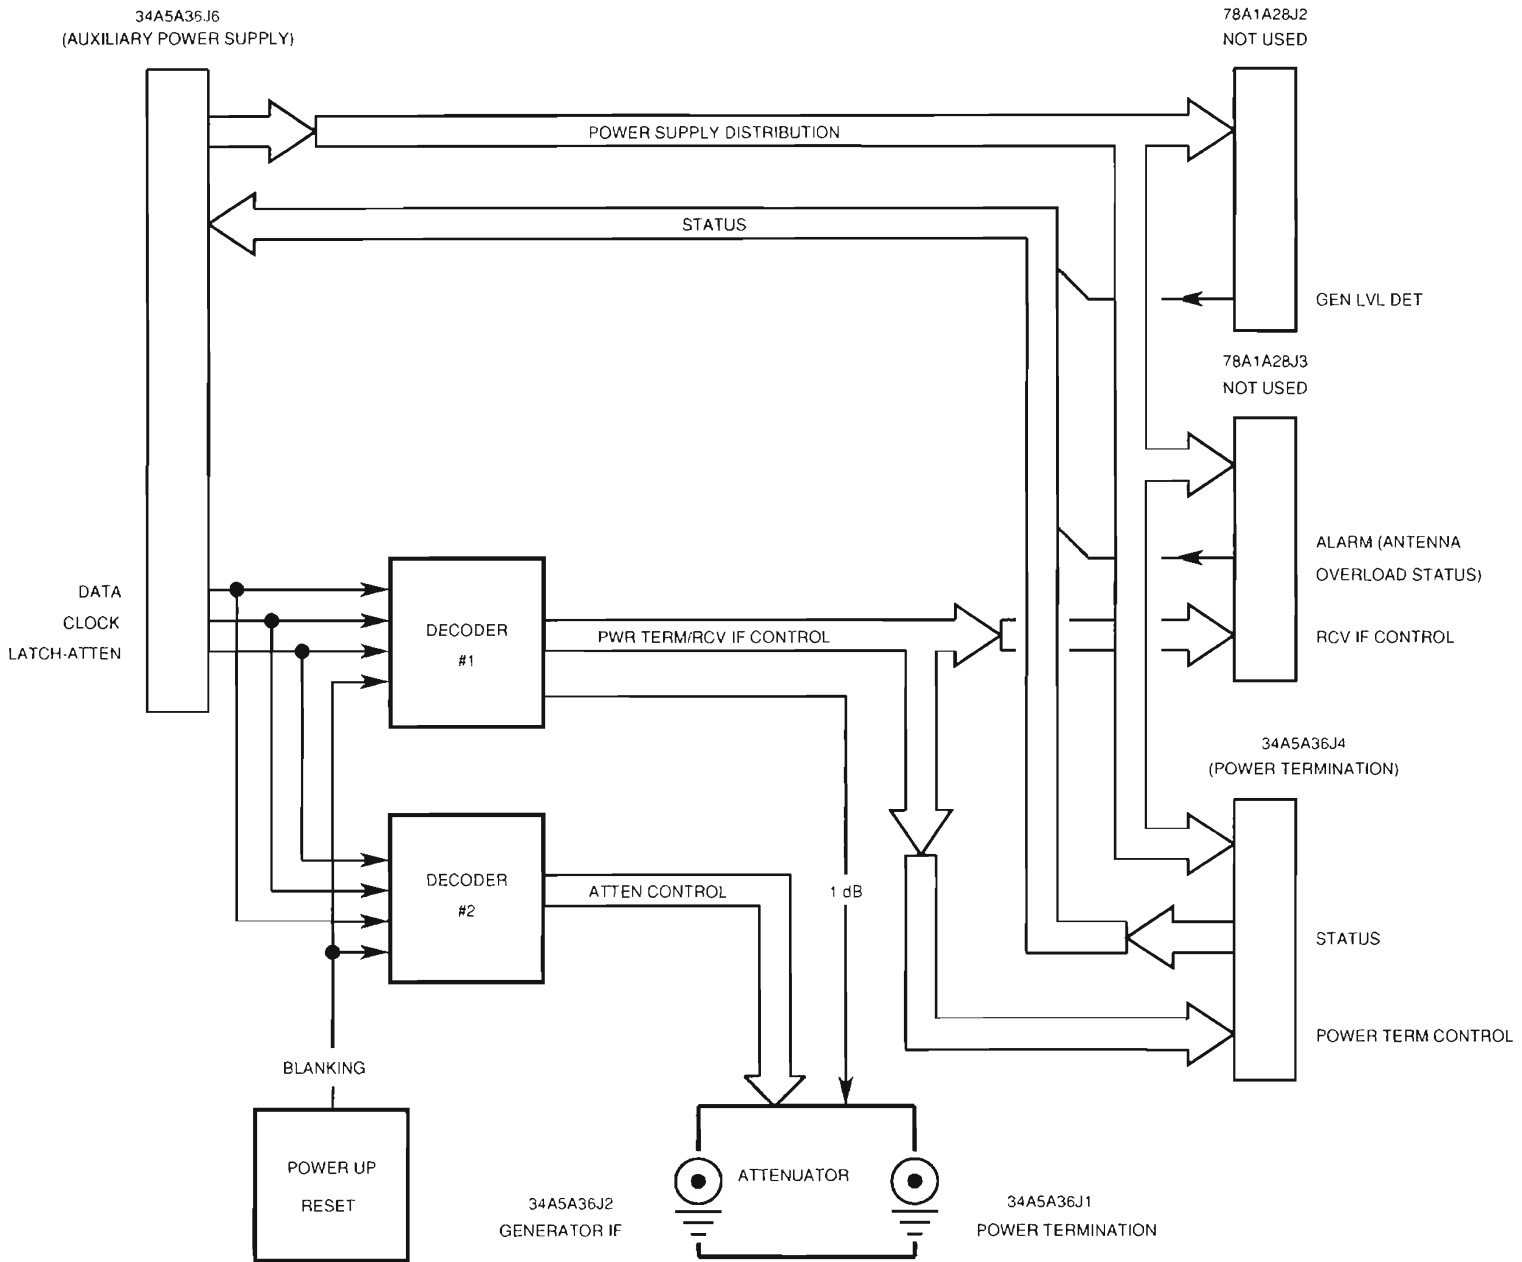 34A5A36J6
(AUXILIARY POWER SUPPLY)
78A1A28J2
NOT USED
POWER SUPPLY DISTRIBUTION
STATUS
GEN LVL DET
78A1A28J3
NOT USED
ALARM (ANTENNA
OVERLOAD STATUS)
DATA
CLOCK
LATCH-ATTEN
DECODER
#1
PWR TERM/RCV IF CONTROL
RCV IF CONTROL
34A5A36J4
(POWER TERMINATION)
DECODER
#2
ATTEN CONTROL
1 dB
STATUS
POWER TERM CONTROL
BLANKING
POWER UP
RESET
ATTENUATOR
34A5A36J2
GENERATOR IF
34A5A36J1
POWER TERMINATION